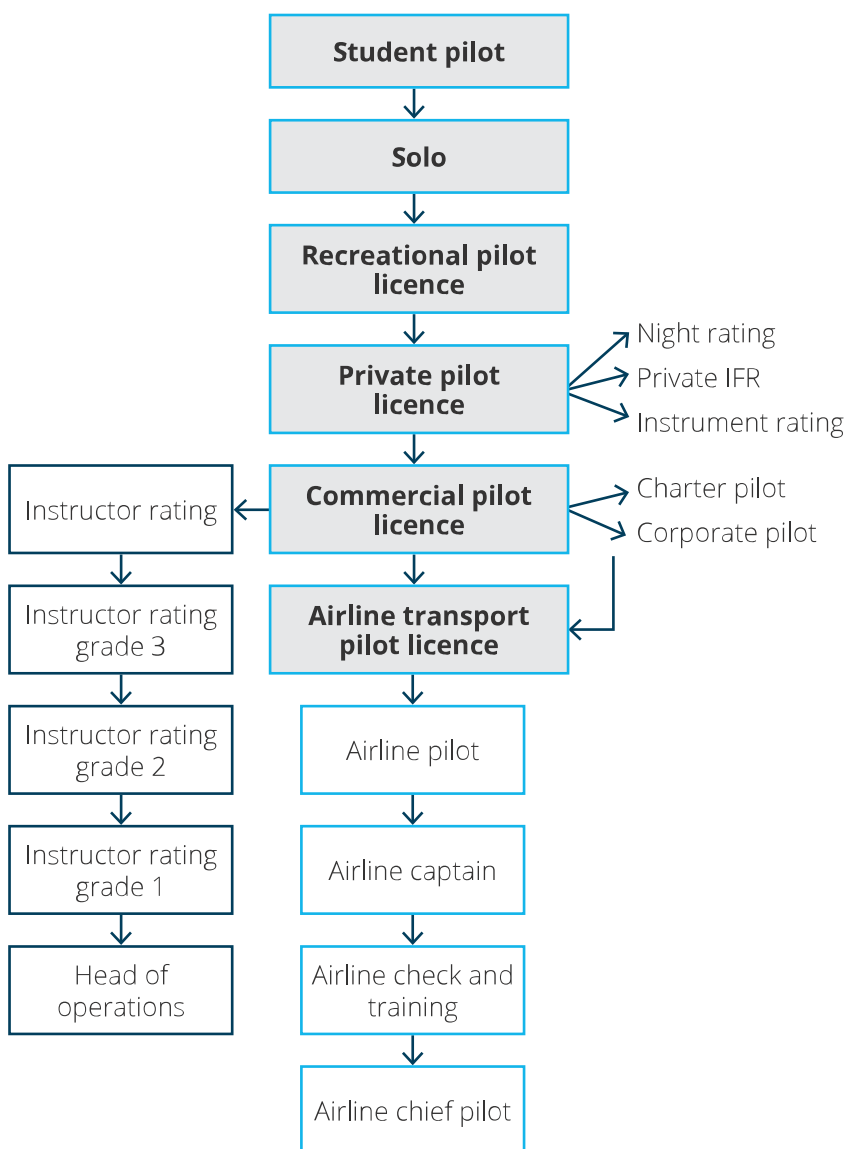 Student pilot
Solo
Recreational pilot
licence
Private pilot
licence
Night rating
Private IFR
Instrument rating
Commercial pilot
licence
Charter pilot
Corporate pilot
Airline transport
pilot licence
Airline pilot
Airline captain
Airline check and
training
Airline chief pilot
Instructor rating
Instructor rating
grade 3
Instructor rating
grade 2
Instructor rating
grade 1
Head of
operations